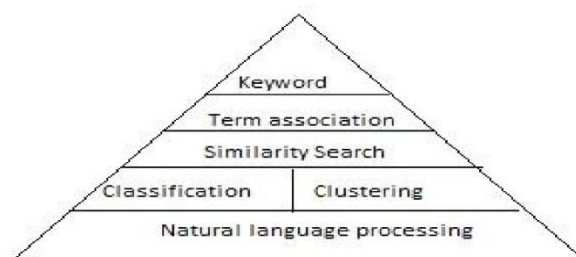 Keyword
Term association
Similarity Search
Classification Clustering
Natural language processing